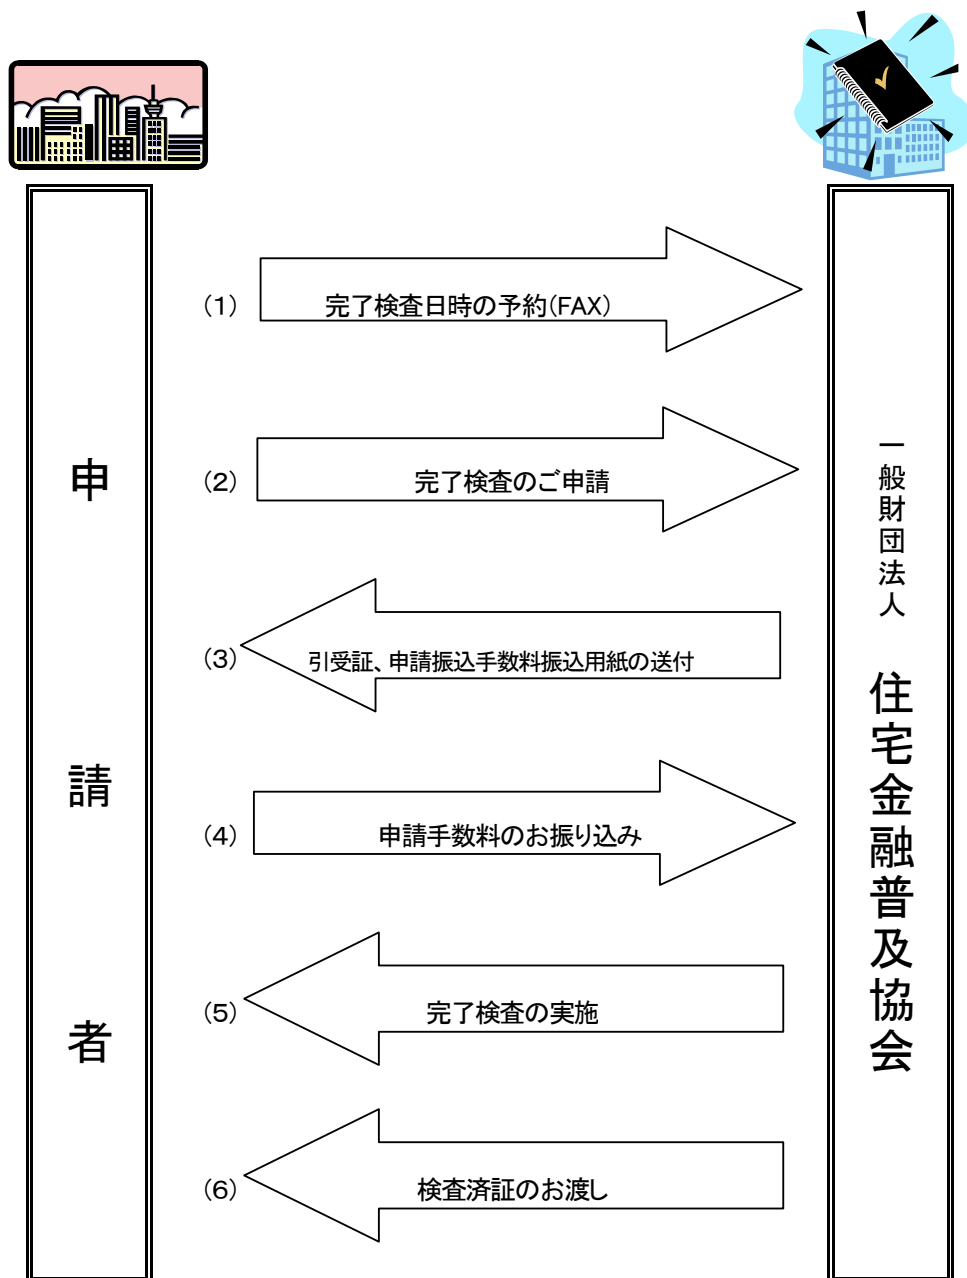 申請者
(1) 完了検査日時の予約(FAX)
(2) 完了検査のご申請
(3) 引受証、申請振込手数料振込用紙の送付
(4) 申請手数料のお振り込み
(5) 完了検査の実施
(6) 検査済証のお渡し
一般財団法人 住宅金融普及協会